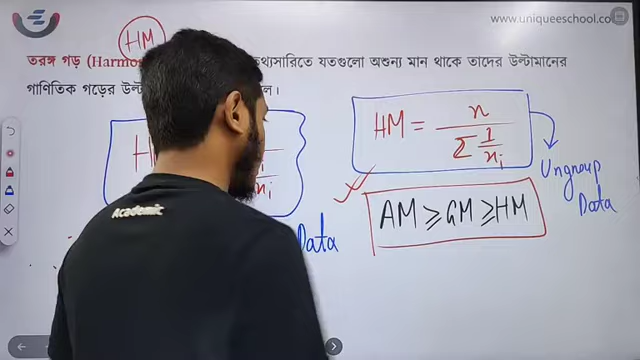 www.uniqueeschool.com
HM
তরঙ্গ গড় (Harmo থ্যসারিতে যতগুলো অশুন্য মান থাকে তাদের উল্টামানের
গাণিতিক গড়ের উল্ট
HM = n / Σ 1/xi
Ungroup
Data
AM ≥ GM ≥ HM
Data
Academic